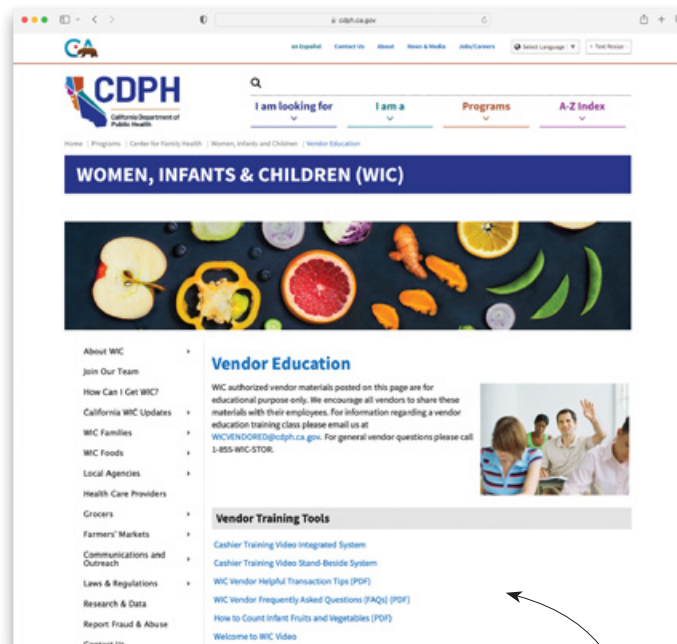 cdph.ca.gov
CA
en Español Contact Us About News & Media Jobs/Careers Select Language + Text Resize -
CDPH
California Department of
Public Health
I am looking for I am a Programs A-Z Index
Home | Programs | Center for Family Health | Women, Infants and Children | Vendor Education
WOMEN, INFANTS & CHILDREN (WIC)
About WIC
Join Our Team
How Can I Get WIC?
California WIC Updates
WIC Families
WIC Foods
Local Agencies
Health Care Providers
Grocers
Farmers' Markets
Communications and
Outreach
Laws & Regulations
Research & Data
Report Fraud & Abuse
Contact Us
Vendor Education
WIC authorized vendor materials posted on this page are for
educational purpose only. We encourage all vendors to share these
materials with their employees. For information regarding a vendor
education training class please email us at
WICVENDORED@cdph.ca.gov. For general vendor questions please call
1-855-WIC-STOR.
Vendor Training Tools
Cashier Training Video Integrated System
Cashier Training Video Stand-Beside System
WIC Vendor Helpful Transaction Tips (PDF)
WIC Vendor Frequently Asked Questions (FAQs) (PDF)
How to Count Infant Fruits and Vegetables (PDF)
Welcome to WIC Video